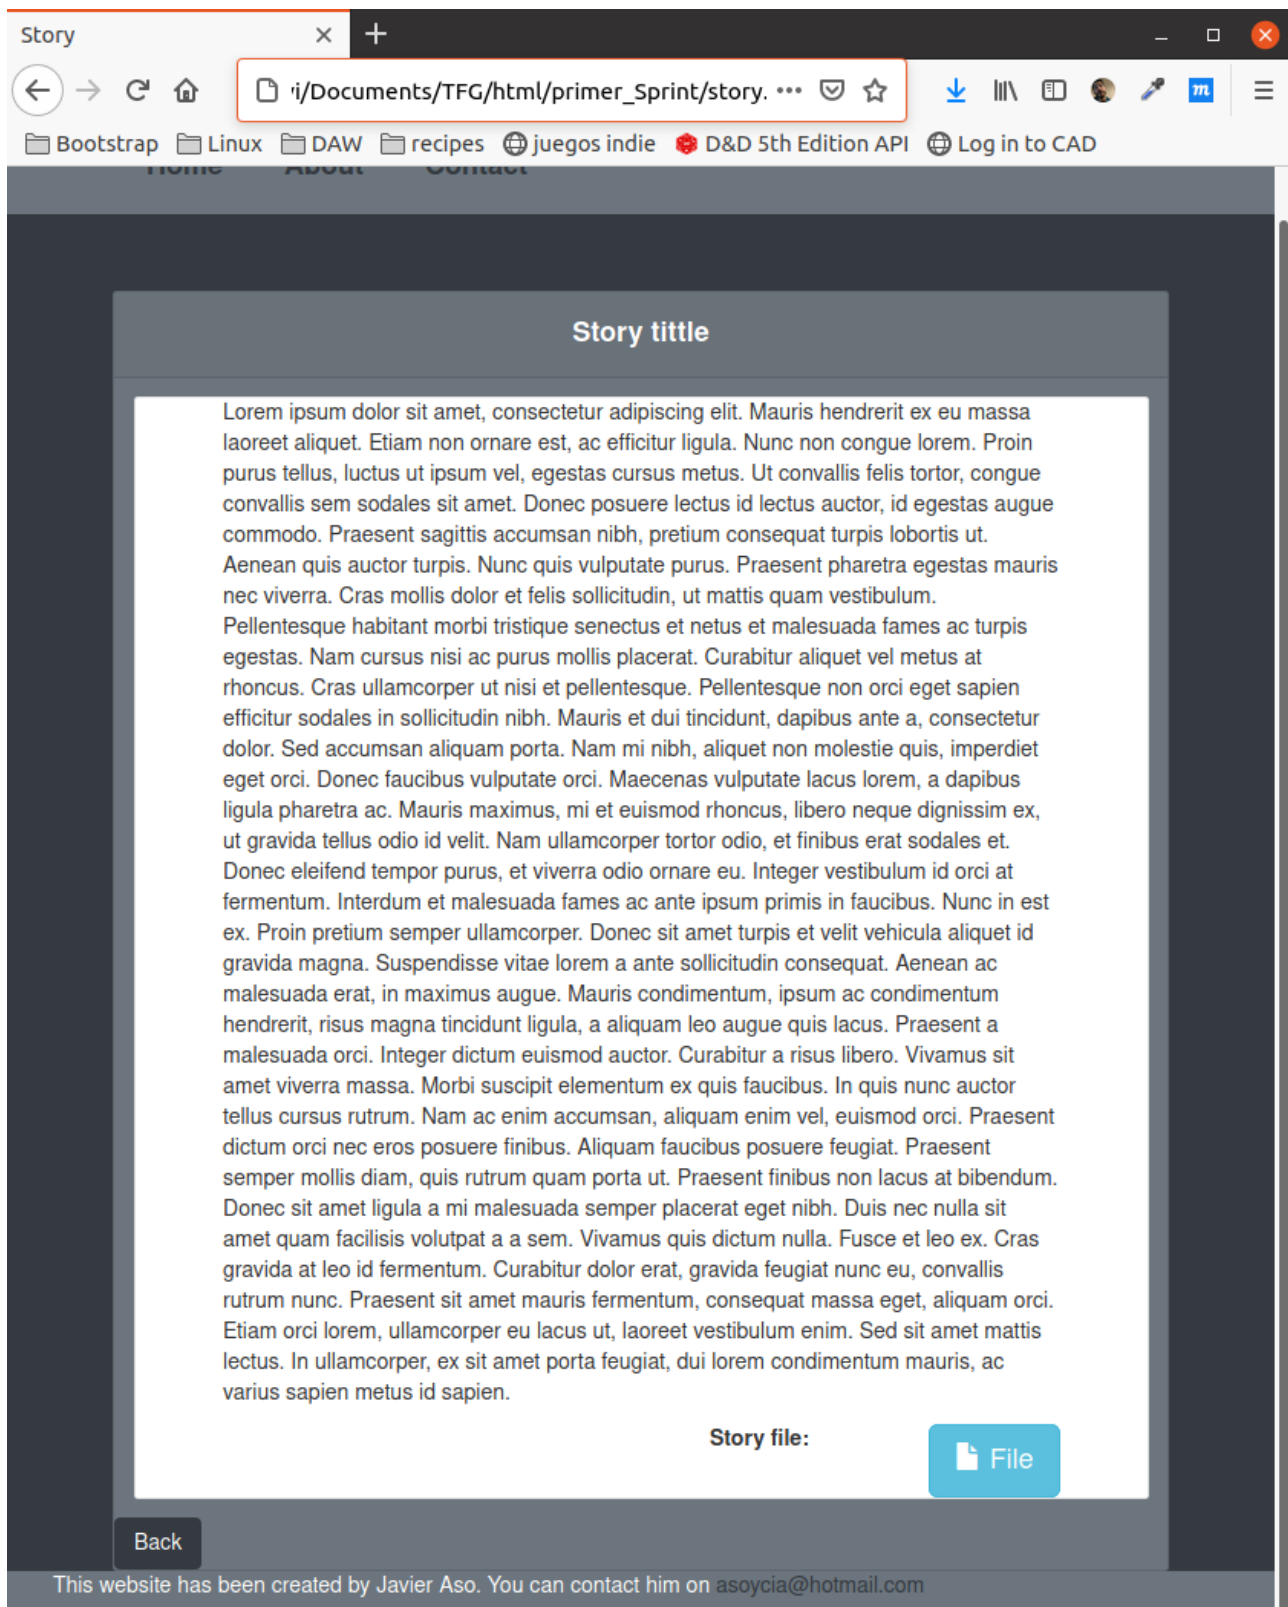 Story
i/Documents/TFG/html/primer_Sprint/story.
Bootstrap Linux DAW recipes juegos indie D&D 5th Edition API Log in to CAD
Home About Contact
Story tittle
Lorem ipsum dolor sit amet, consectetur adipiscing elit. Mauris hendrerit ex eu massa
laoreet aliquet. Etiam non ornare est, ac efficitur ligula. Nunc non congue lorem. Proin
purus tellus, luctus ut ipsum vel, egestas cursus metus. Ut convallis felis tortor, congue
convallis sem sodales sit amet. Donec posuere lectus id lectus auctor, id egestas augue
commodo. Praesent sagittis accumsan nibh, pretium consequat turpis lobortis ut.
Aenean quis auctor turpis. Nunc quis vulputate purus. Praesent pharetra egestas mauris
nec viverra. Cras mollis dolor et felis sollicitudin, ut mattis quam vestibulum.
Pellentesque habitant morbi tristique senectus et netus et malesuada fames ac turpis
egestas. Nam cursus nisi ac purus mollis placerat. Curabitur aliquet vel metus at
rhoncus. Cras ullamcorper ut nisi et pellentesque. Pellentesque non orci eget sapien
efficitur sodales in sollicitudin nibh. Mauris et dui tincidunt, dapibus ante a, consectetur
dolor. Sed accumsan aliquam porta. Nam mi nibh, aliquet non molestie quis, imperdiet
eget orci. Donec faucibus vulputate orci. Maecenas vulputate lacus lorem, a dapibus
ligula pharetra ac. Mauris maximus, mi et euismod rhoncus, libero neque dignissim ex,
ut gravida tellus odio id velit. Nam ullamcorper tortor odio, et finibus erat sodales et.
Donec eleifend tempor purus, et viverra odio ornare eu. Integer vestibulum id orci at
fermentum. Interdum et malesuada fames ac ante ipsum primis in faucibus. Nunc in est
ex. Proin pretium semper ullamcorper. Donec sit amet turpis et velit vehicula aliquet id
gravida magna. Suspendisse vitae lorem a ante sollicitudin consequat. Aenean ac
malesuada erat, in maximus augue. Mauris condimentum, ipsum ac condimentum
hendrerit, risus magna tincidunt ligula, a aliquam leo augue quis lacus. Praesent a
malesuada orci. Integer dictum euismod auctor. Curabitur a risus libero. Vivamus sit
amet viverra massa. Morbi suscipit elementum ex quis faucibus. In quis nunc auctor
tellus cursus rutrum. Nam ac enim accumsan, aliquam enim vel, euismod orci. Praesent
dictum orci nec eros posuere finibus. Aliquam faucibus posuere feugiat. Praesent
semper mollis diam, quis rutrum quam porta ut. Praesent finibus non lacus at bibendum.
Donec sit amet ligula a mi malesuada semper placerat eget nibh. Duis nec nulla sit
amet quam facilisis volutpat a a sem. Vivamus quis dictum nulla. Fusce et leo ex. Cras
gravida at leo id fermentum. Curabitur dolor erat, gravida feugiat nunc eu, convallis
rutrum nunc. Praesent sit amet mauris fermentum, consequat massa eget, aliquam orci.
Etiam orci lorem, ullamcorper eu lacus ut, laoreet vestibulum enim. Sed sit amet mattis
lectus. In ullamcorper, ex sit amet porta feugiat, dui lorem condimentum mauris, ac
varius sapien metus id sapien.
Story file: File
Back
This website has been created by Javier Aso. You can contact him on asoycia@hotmail.com